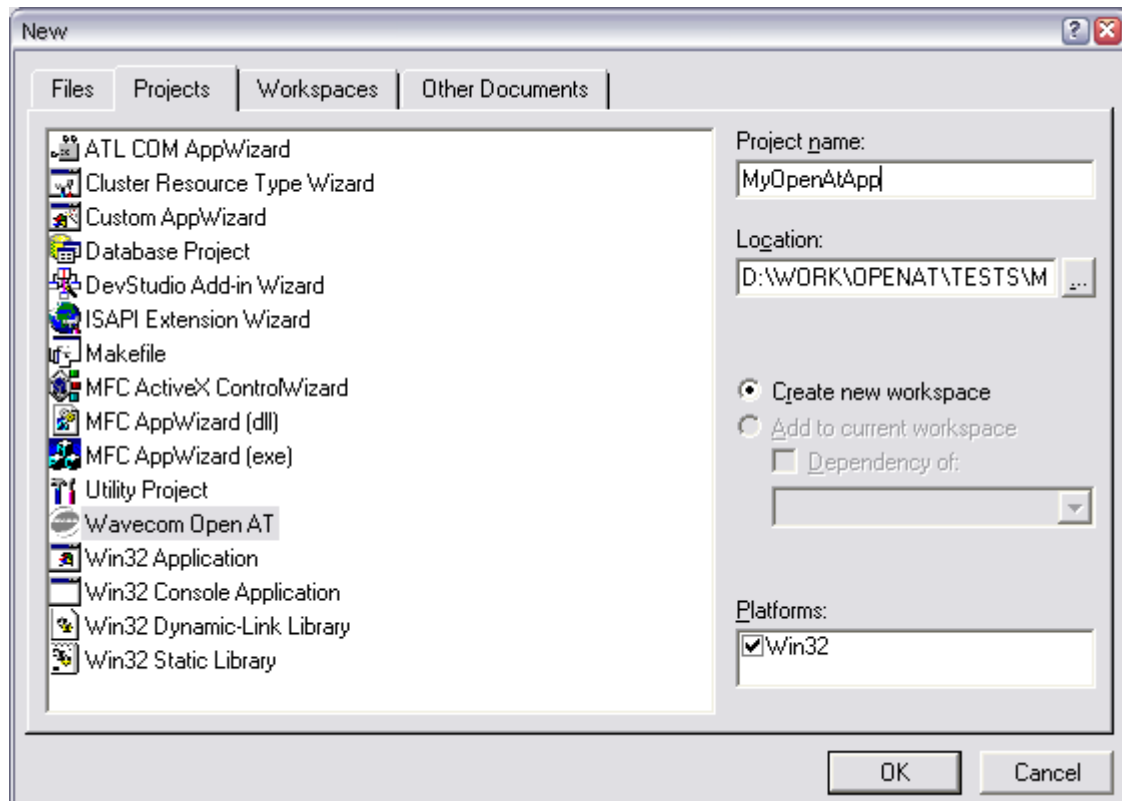 New
Files Projects Workspaces Other Documents
ATL COM AppWizard
Cluster Resource Type Wizard
Custom AppWizard
Database Project
DevStudio Add-in Wizard
ISAPI Extension Wizard
Makefile
MFC ActiveX ControlWizard
MFC AppWizard (dll)
MFC AppWizard (exe)
Utility Project
Wavecom Open AT
Win32 Application
Win32 Console Application
Win32 Dynamic-Link Library
Win32 Static Library
Project name:
MyOpenAtApp
Location:
D:\WORK\OPENAT\TESTS\M
...
Create new workspace
Add to current workspace
Dependency of:
Platforms:
Win32
OK Cancel